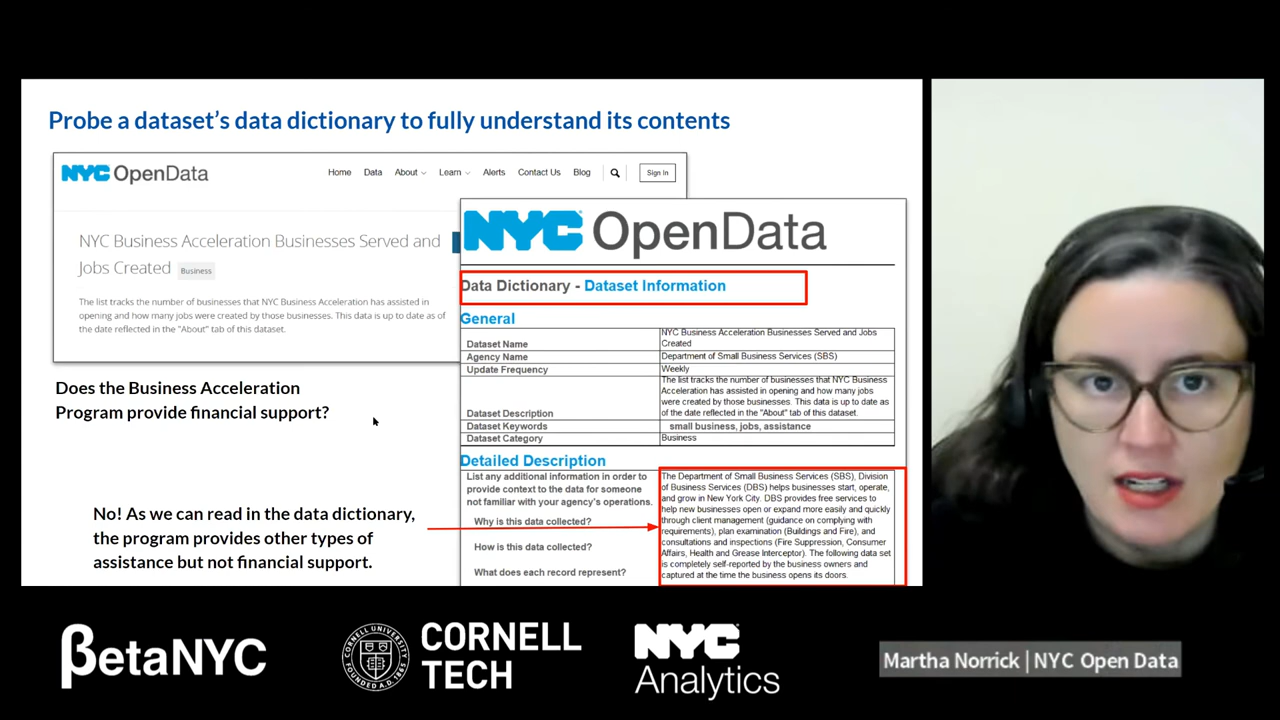 Probe a dataset's data dictionary to fully understand its contents
NYC OpenData
Home Data About Learn Alerts Contact Us Blog Sign In
NYC Business Acceleration Businesses Served and
Jobs Created Business
The list tracks the number of businesses that NYC Business Acceleration has assisted in
opening and how many jobs were created by those businesses. This data is up to date as of
the date reflected in the "About" tab of this dataset.
Does the Business Acceleration
Program provide financial support?
No! As we can read in the data dictionary,
the program provides other types of
assistance but not financial support.
NYC OpenData
Data Dictionary - Dataset Information
General
Dataset Name
NYC Business Acceleration Businesses Served and Jobs
Created
Agency Name Department of Small Business Services (SBS)
Update Frequency Weekly
Dataset Description
The list tracks the number of businesses that NYC Business
Acceleration has assisted in opening and how many jobs
were created by those businesses. This data is up to date as
of the date reflected in the "About" tab of this dataset.
Dataset Keywords small business, jobs, assistance
Dataset Category Business
Detailed Description
List any additional information in order to
provide context to the data for someone
not familiar with your agency's operations.
Why is this data collected?
How is this data collected?
What does each record represent?
The Department of Small Business Services (SBS), Division
of Business Services (DBS) helps businesses start, operate,
and grow in New York City. DBS provides free services to
help new businesses open or expand more easily and quickly
through client management (guidance on complying with
requirements), plan examination (Buildings and Fire), and
consultations and inspections (Fire Suppression, Consumer
Affairs, Health and Grease Interceptor). The following data set
is completely self-reported by the business owners and
captured at the time the business opens its doors.
βetaNYC
CORNELL UNIVERSITY
FOUNDED A.D. 1865
CORNELL
TECH
NYC
Analytics
Martha Norrick | NYC Open Data